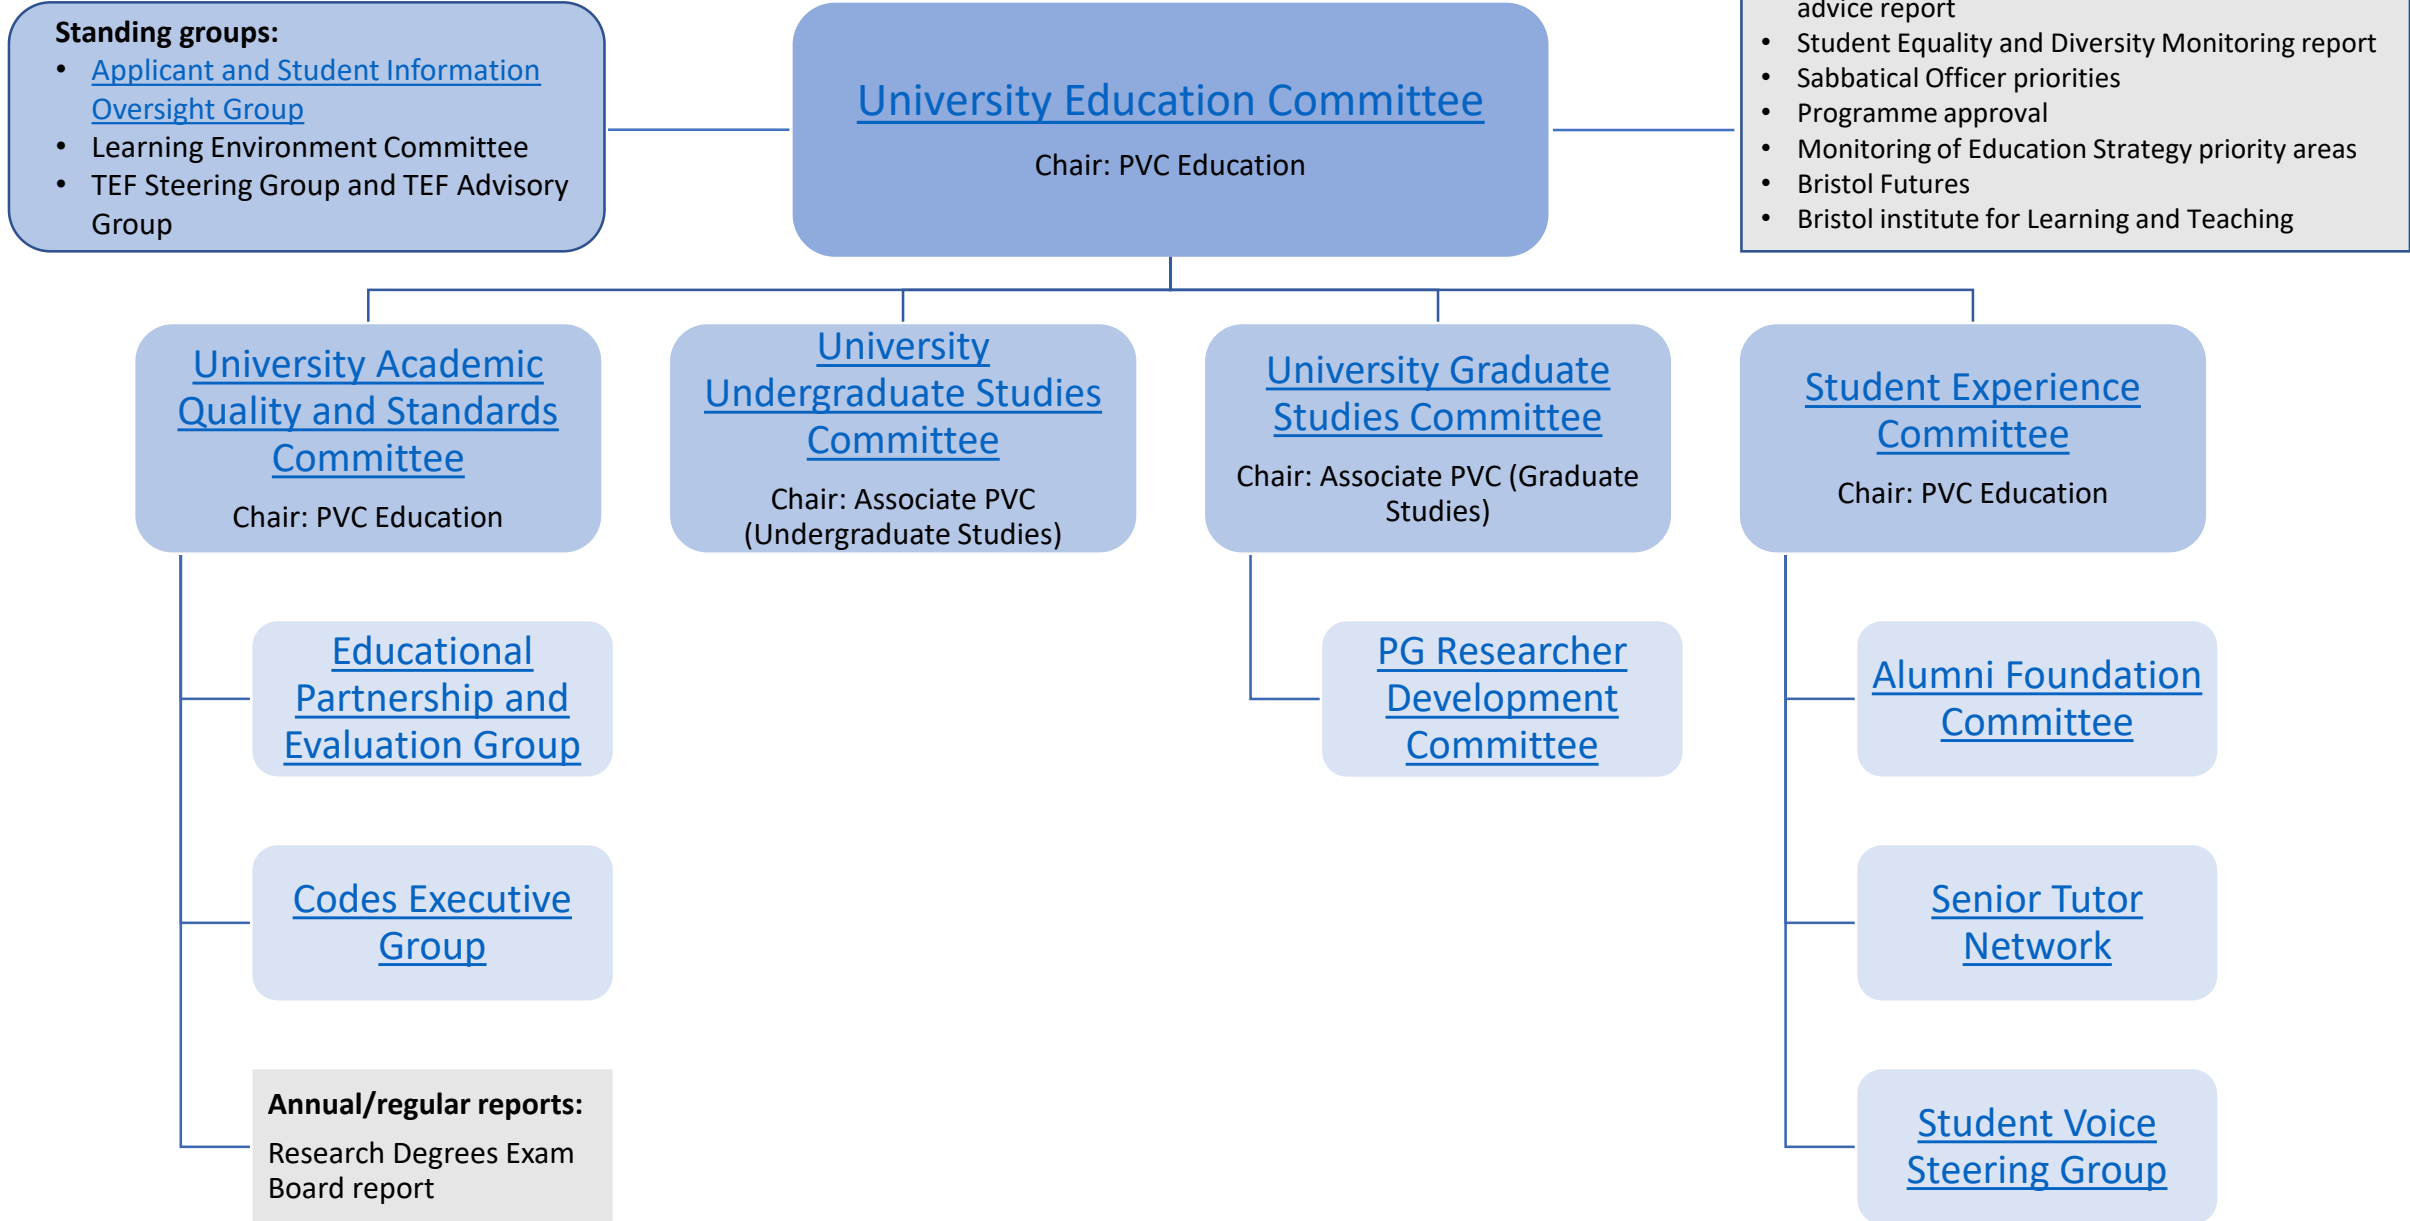 Standing groups:
• Applicant and Student Information
Oversight Group
• Learning Environment Committee
• TEF Steering Group and TEF Advisory
Group
University Education Committee
Chair: PVC Education
advice report
• Student Equality and Diversity Monitoring report
• Sabbatical Officer priorities
• Programme approval
• Monitoring of Education Strategy priority areas
• Bristol Futures
• Bristol institute for Learning and Teaching
University Academic
Quality and Standards
Committee
Chair: PVC Education
University
Undergraduate Studies
Committee
Chair: Associate PVC
(Undergraduate Studies)
University Graduate
Studies Committee
Chair: Associate PVC (Graduate
Studies)
Student Experience
Committee
Chair: PVC Education
Educational
Partnership and
Evaluation Group
PG Researcher
Development
Committee
Alumni Foundation
Committee
Codes Executive
Group
Senior Tutor
Network
Annual/regular reports:
Research Degrees Exam
Board report
Student Voice
Steering Group